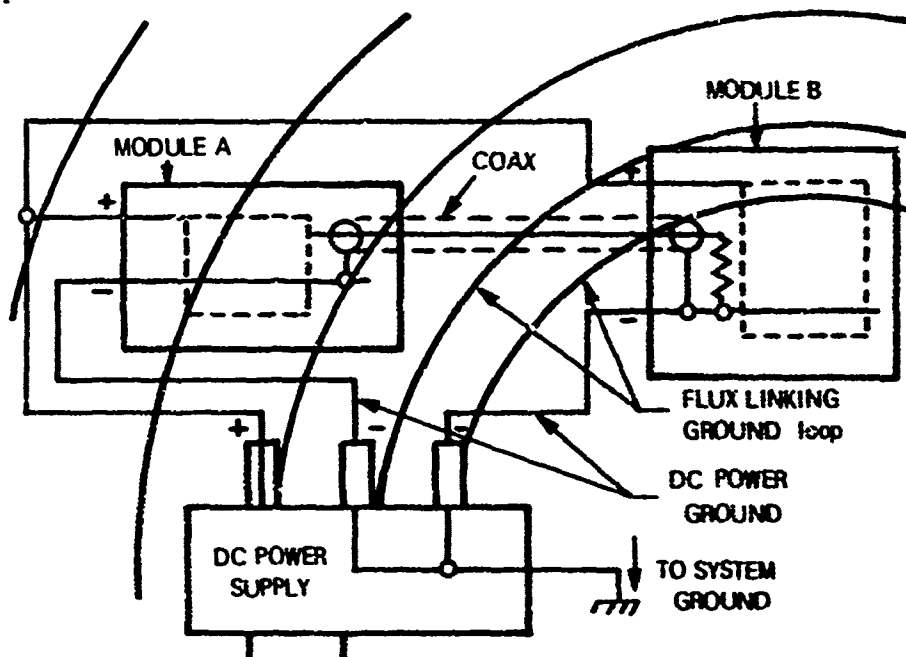 MODULE B
MODULE A
COAX
+
+
−
−
FLUX LINKING
GROUND loop
+
−
−
DC POWER
GROUND
DC POWER
SUPPLY
TO SYSTEM
GROUND